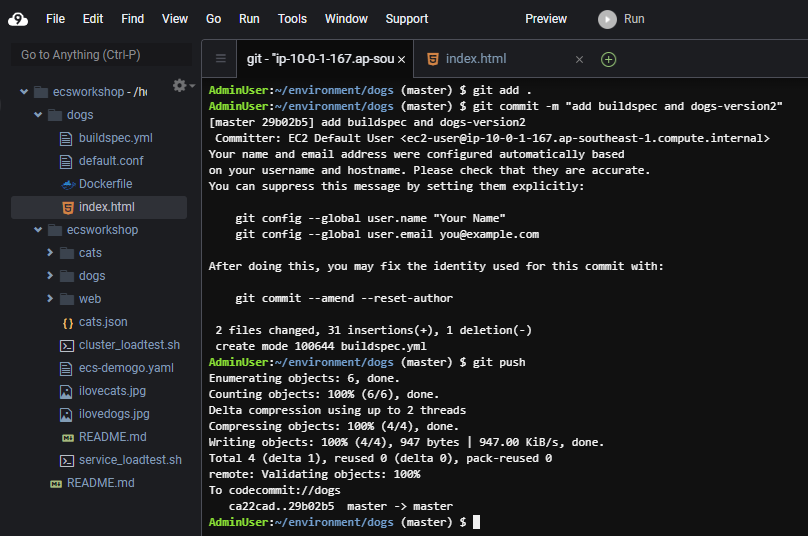 File Edit Find View Go Run Tools Window Support Preview Run
Go to Anything (Ctrl-P)
git - "ip-10-0-1-167.ap-sou
index.html
ecsworkshop - /h
dogs
buildspec.yml
default.conf
Dockerfile
index.html
ecsworkshop
cats
dogs
web
cats.json
cluster_loadtest.sh
ecs-demogo.yaml
ilovecats.jpg
ilovedogs.jpg
README.md
service_loadtest.sh
README.md
AdminUser:~/environment/dogs (master) $ git add .
AdminUser:~/environment/dogs (master) $ git commit -m "add buildspec and dogs-version2"
[master 29b02b5] add buildspec and dogs-version2
 Committer: EC2 Default User <ec2-user@ip-10-0-1-167.ap-southeast-1.compute.internal>
Your name and email address were configured automatically based
on your username and hostname. Please check that they are accurate.
You can suppress this message by setting them explicitly:
    git config --global user.name "Your Name"
    git config --global user.email you@example.com
After doing this, you may fix the identity used for this commit with:
    git commit --amend --reset-author
 2 files changed, 31 insertions(+), 1 deletion(-)
 create mode 100644 buildspec.yml
AdminUser:~/environment/dogs (master) $ git push
Enumerating objects: 6, done.
Counting objects: 100% (6/6), done.
Delta compression using up to 2 threads
Compressing objects: 100% (4/4), done.
Writing objects: 100% (4/4), 947 bytes | 947.00 KiB/s, done.
Total 4 (delta 1), reused 0 (delta 0), pack-reused 0
remote: Validating objects: 100%
To codecommit://dogs
   ca22cad..29b02b5  master -> master
AdminUser:~/environment/dogs (master) $